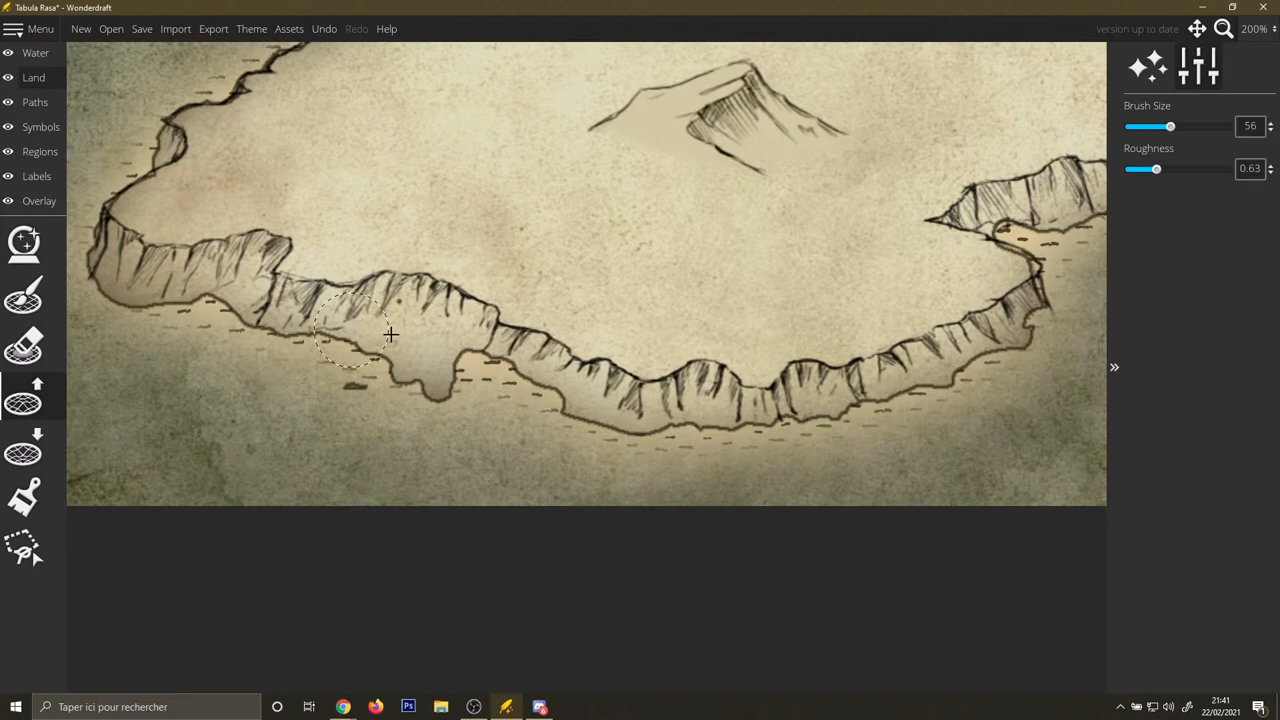 Tabula Rasa* - Wonderdraft
Menu New Open Save Import Export Theme Assets Undo Redo Help version up to date 200%
Water
Land
Paths
Symbols
Regions
Labels
Overlay
Brush Size
56
Roughness
0.63
»
Ps
Taper ici pour rechercher
21:41
22/02/2021